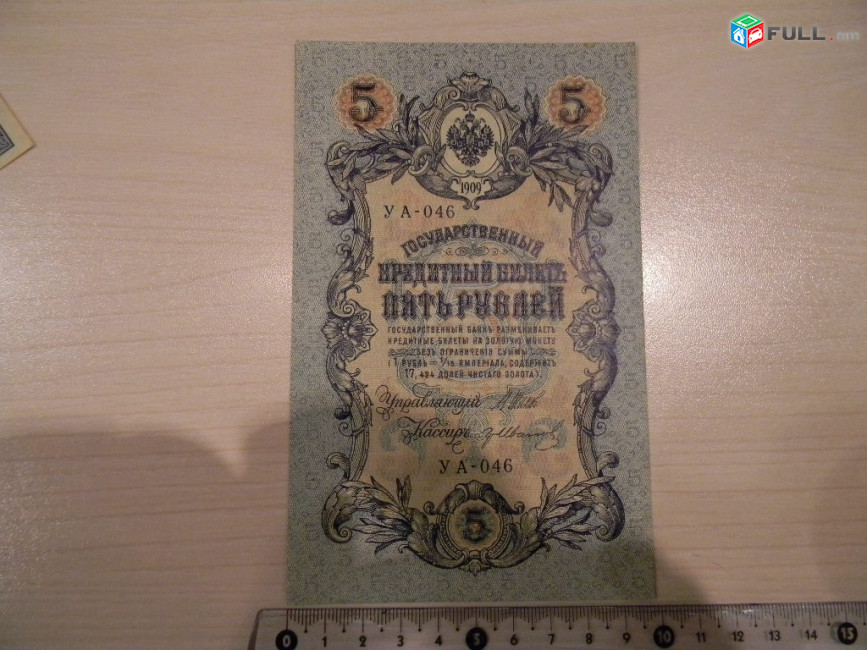 FULL.am
5 5
1909
УА-046
ГОСУДАРСТВЕННЫЙ
КРЕДИТНЫЙ БИЛЕТЪ
ПЯТЬ РУБЛЕЙ
ГОСУДАРСТВЕННЫЙ БАНКЪ РАЗМѢНИВАЕТЪ
КРЕДИТНЫЕ БИЛЕТЫ НА ЗОЛОТУЮ МОНЕТУ
БЕЗЪ ОГРАНИЧЕНІЯ СУММЫ
(1 РУБЛЬ = 1/15 ИМПЕРІАЛА, СОДЕРЖИТЪ
17,424 ДОЛЕЙ ЧИСТАГО ЗОЛОТА).
Управляющій
Кассиръ
УА-046
5
0 1 2 3 4 5 6 7 8 9 10 11 12 13 14 15